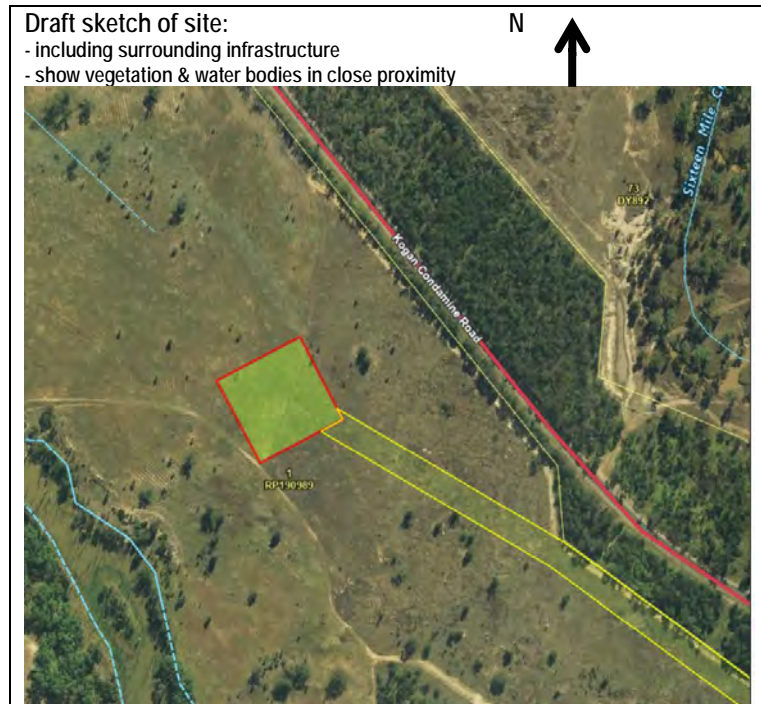 Draft sketch of site:
N
- including surrounding infrastructure
- show vegetation & water bodies in close proximity
Sixteen Mile C
73
DY892
Kogan Condamine Road
1
RP190989